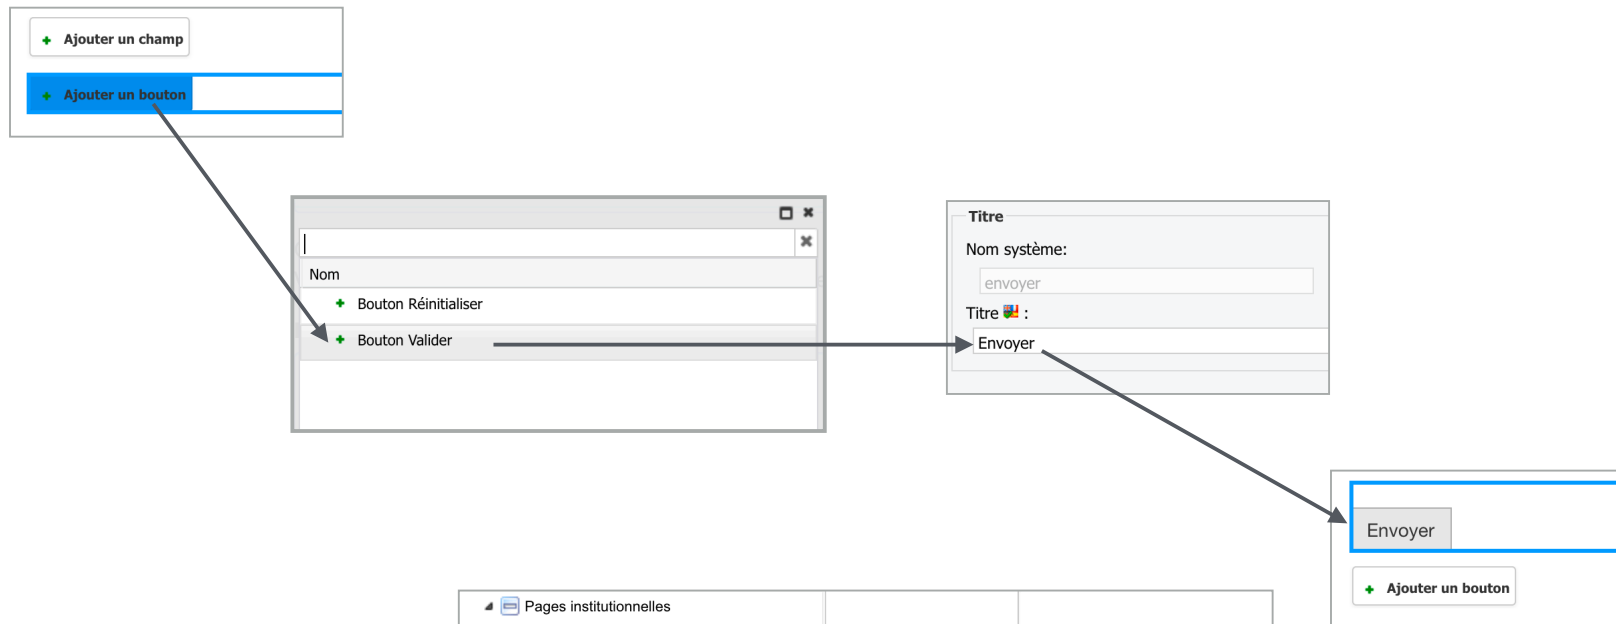 Ajouter un champ
Ajouter un bouton
Nom
Bouton Réinitialiser
Bouton Valider
Titre
Nom système:
envoyer
Titre :
Envoyer
Envoyer
Ajouter un bouton
Pages institutionnelles